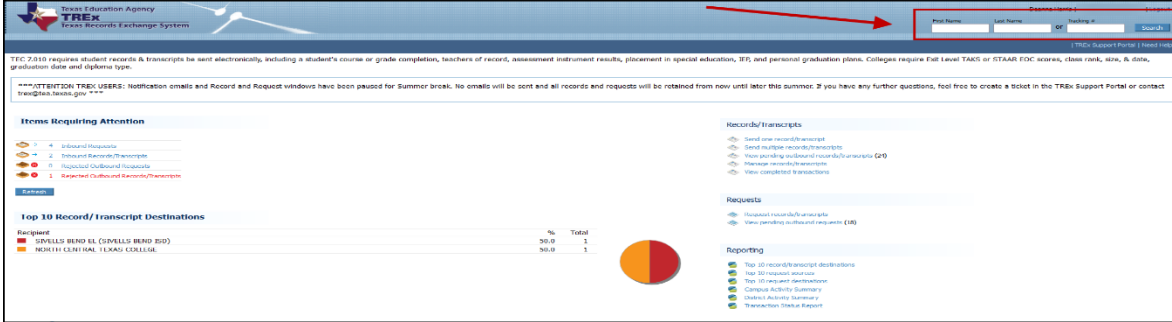 Texas Education Agency
TREx
Texas Records Exchange System
Deanna Harris |
| Logout
First Name
Last Name
or
Tracking #
Search
| TREx Support Portal | Need Help
TEC 7.010 requires student records & transcripts be sent electronically, including a student's course or grade completion, teachers of record, assessment instrument results, placement in special education, IEP, and personal graduation plans. Colleges require Exit Level TAKS or STAAR EOC scores, class rank, size, & date,
graduation date and diploma type.
***ATTENTION TREX USERS: Notification emails and Record and Request windows have been paused for Summer break. No emails will be sent and all records and requests will be retained from now until later this summer. If you have any further questions, feel free to create a ticket in the TREx Support Portal or contact
trex@tea.texas.gov ***
Items Requiring Attention
4 Inbound Requests
2 Inbound Records/Transcripts
0 Rejected Outbound Requests
1 Rejected Outbound Records/Transcripts
Refresh
Top 10 Record/Transcript Destinations
Recipient % Total
SIVELLS BEND EL (SIVELLS BEND ISD) 50.0 1
NORTH CENTRAL TEXAS COLLEGE 50.0 1
Records/Transcripts
Send one record/transcript
Send multiple records/transcripts
View pending outbound records/transcripts (21)
Manage records/transcripts
View completed transactions
Requests
Request records/transcripts
View pending outbound requests (18)
Reporting
Top 10 record/transcript destinations
Top 10 request sources
Top 10 request destinations
Campus Activity Summary
District Activity Summary
Transaction Status Report